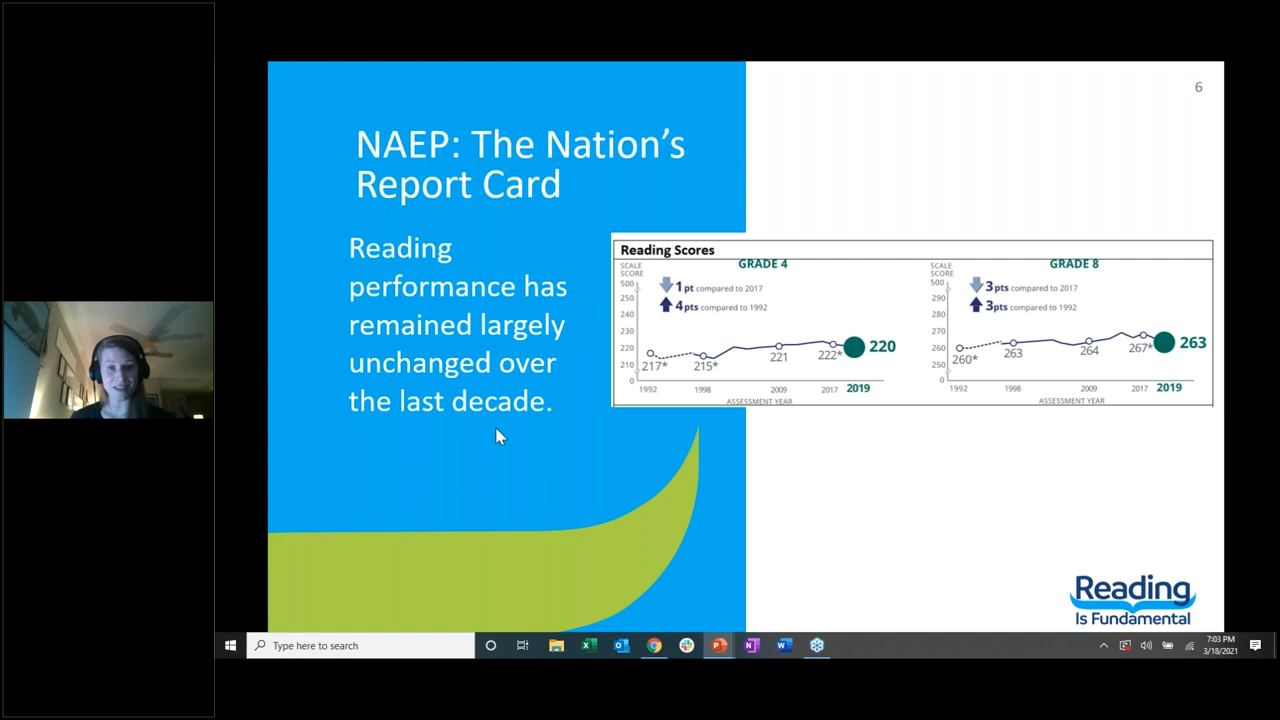 6
NAEP: The Nation's
Report Card
Reading
performance has
remained largely
unchanged over
the last decade.
Reading Scores
GRADE 4
SCALE
SCORE
500
250
240
230
220
210
0
1 pt compared to 2017
4 pts compared to 1992
217*
215*
221
222*
220
1992
1998
2009
2017
2019
ASSESSMENT YEAR
GRADE 8
SCALE
SCORE
500
290
280
270
260
250
0
3 pts compared to 2017
3 pts compared to 1992
260*
263
264
267*
263
1992
1998
2009
2017
2019
ASSESSMENT YEAR
Reading
Is Fundamental
Type here to search
7:03 PM
3/18/2021